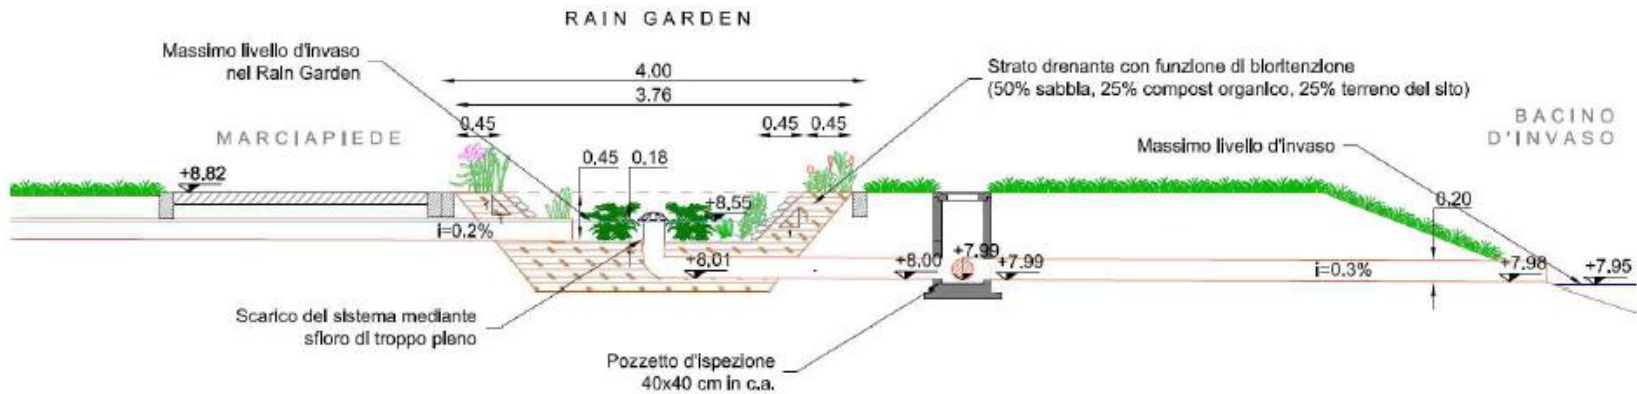 RAIN GARDEN
Massimo livello d'invaso
nel Rain Garden
4.00
3.76
Strato drenante con funzione di bioritenzione
(50% sabbia, 25% compost organico, 25% terreno del sito)
BACINO
D'INVASO
MARCIAPIEDE
0.45
0.45
0.45
Massimo livello d'invaso
+8.82
0.45
0.18
+8.55
0.20
i=0.2%
+8.01
+8.00
+7.99
+7.99
i=0.3%
+7.98
+7.95
Scarico del sistema mediante
sfioro di troppo pieno
Pozzetto d'ispezione
40x40 cm in c.a.